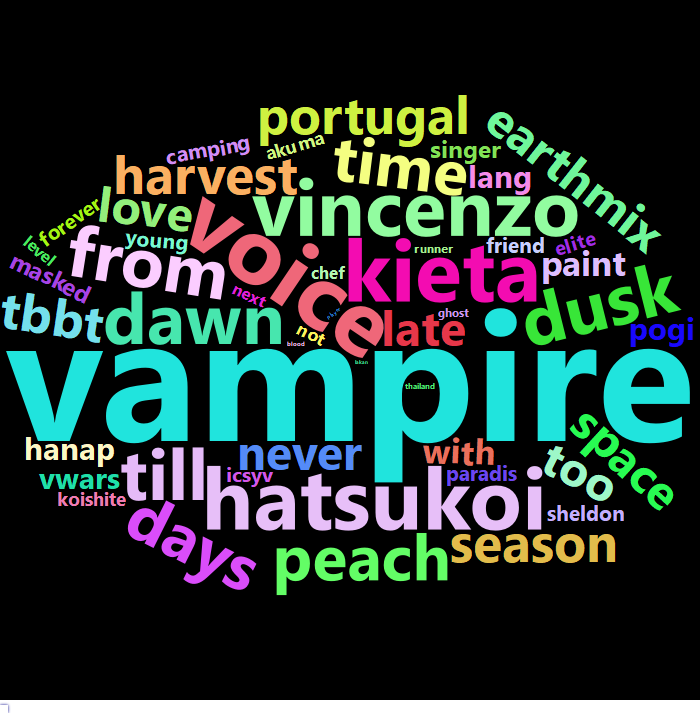 portugal
earthmix
camping
akuma
time
singer
harvest
lang
vincenzo
love
voice
forever
young
from
kieta
runner
friend
elite
level
masked
chef
paint
next
dusk
tbbt
dawn
not
late
ghost
pogi
blood
vampire
thailand
hanap
never
with
space
vwars
till
icsyv
paradis
too
koishite
hatsukoi
sheldon
days
peach
season